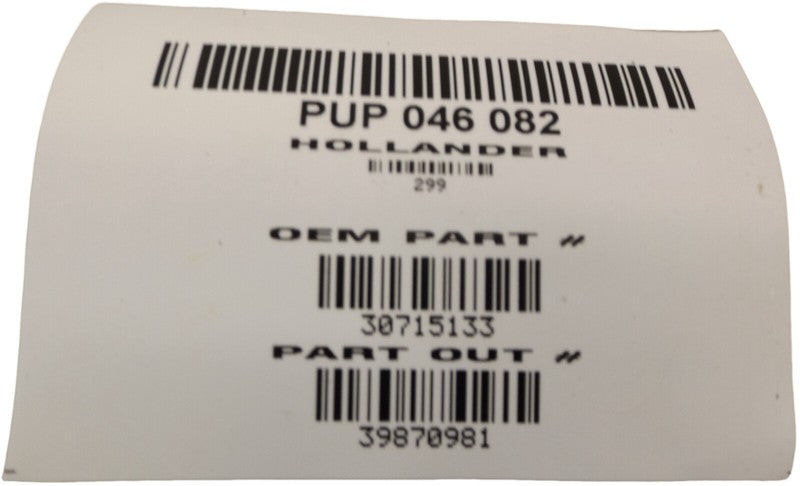 PUP 046 082
HOLLANDER
299
OEM PART #
30715133
PART OUT #
39870981